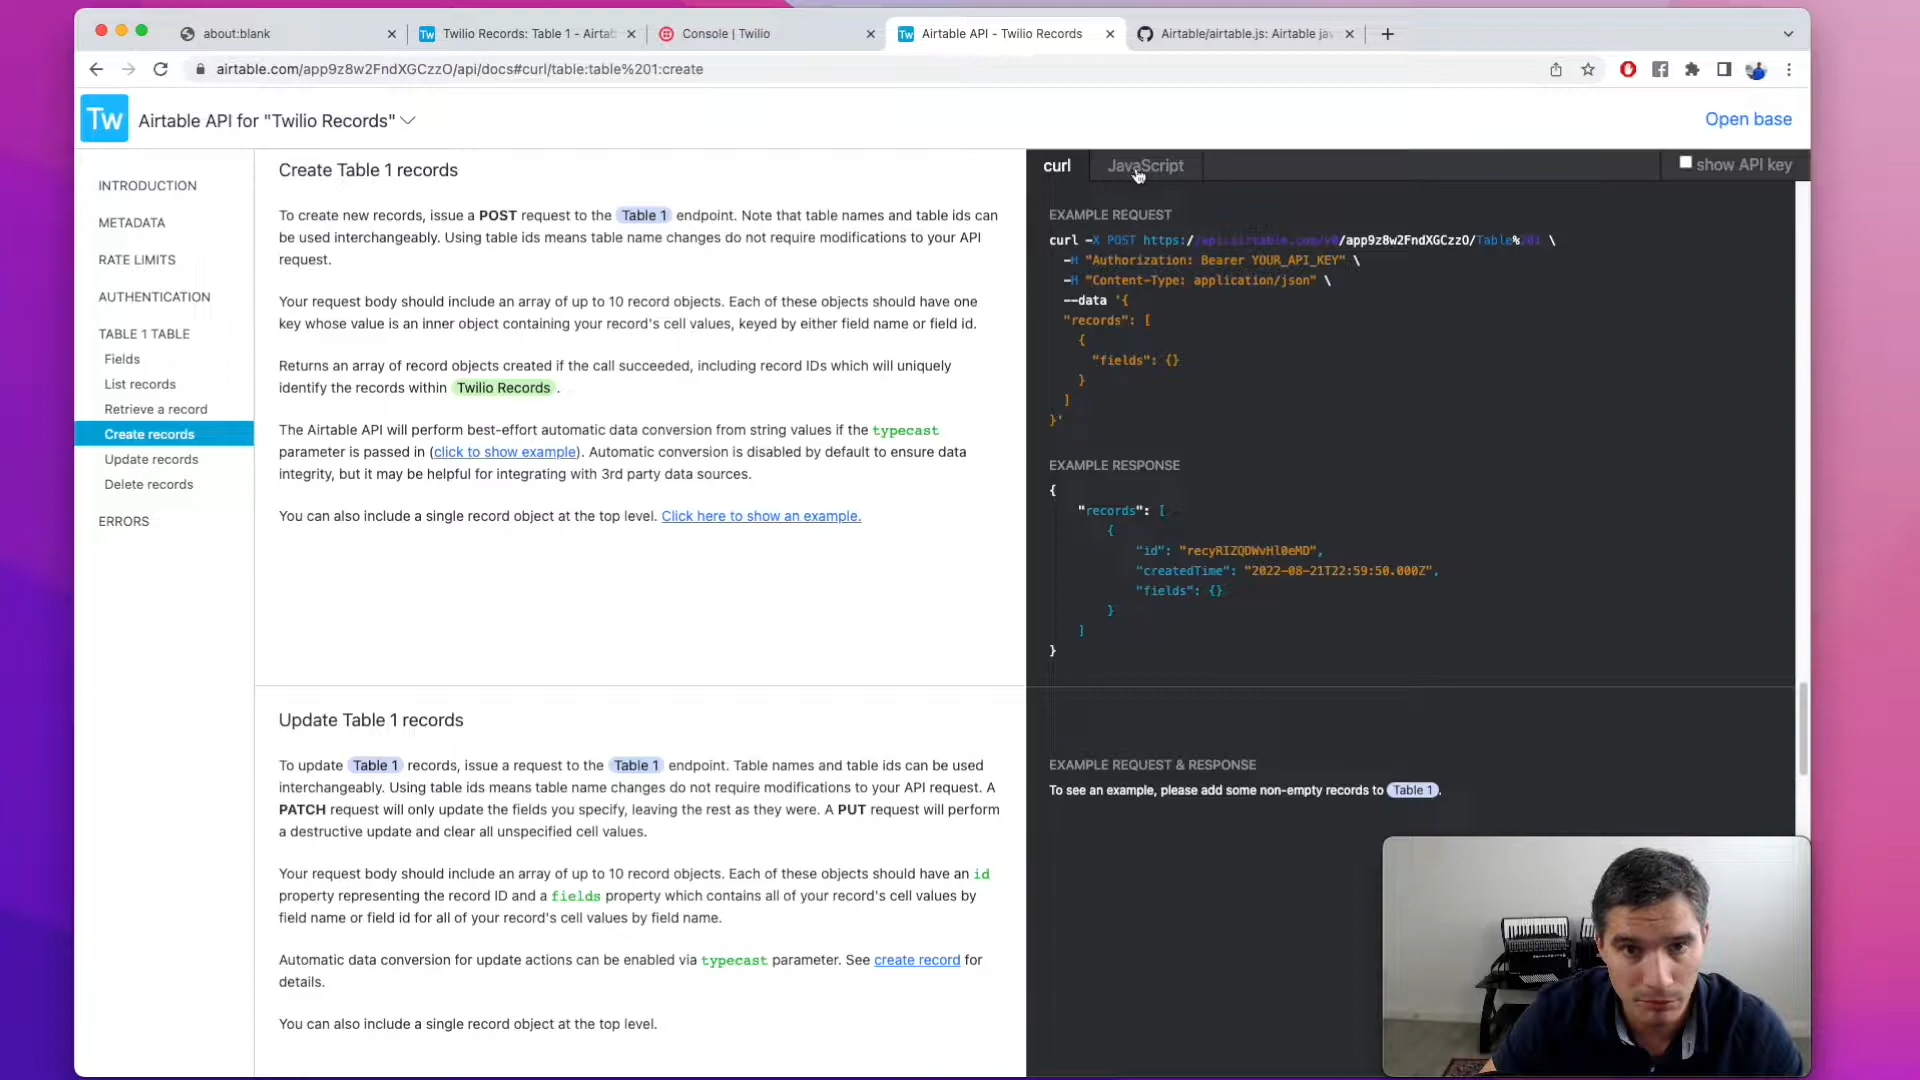 about:blank
Twilio Records: Table 1 - Airtab
Console | Twilio
Airtable API - Twilio Records
Airtable/airtable.js: Airtable jav
airtable.com/app9z8w2FndXGCzzO/api/docs#curl/table:table%201:create
Tw
Airtable API for "Twilio Records"
Open base
INTRODUCTION
METADATA
RATE LIMITS
AUTHENTICATION
TABLE 1 TABLE
Fields
List records
Retrieve a record
Create records
Update records
Delete records
ERRORS
Create Table 1 records
To create new records, issue a POST request to the Table 1 endpoint. Note that table names and table ids can
be used interchangeably. Using table ids means table name changes do not require modifications to your API
request.
Your request body should include an array of up to 10 record objects. Each of these objects should have one
key whose value is an inner object containing your record's cell values, keyed by either field name or field id.
Returns an array of record objects created if the call succeeded, including record IDs which will uniquely
identify the records within Twilio Records .
The Airtable API will perform best-effort automatic data conversion from string values if the typecast
parameter is passed in (click to show example). Automatic conversion is disabled by default to ensure data
integrity, but it may be helpful for integrating with 3rd party data sources.
You can also include a single record object at the top level. Click here to show an example.
Update Table 1 records
To update Table 1 records, issue a request to the Table 1 endpoint. Table names and table ids can be used
interchangeably. Using table ids means table name changes do not require modifications to your API request. A
PATCH request will only update the fields you specify, leaving the rest as they were. A PUT request will perform
a destructive update and clear all unspecified cell values.
Your request body should include an array of up to 10 record objects. Each of these objects should have an id
property representing the record ID and a fields property which contains all of your record's cell values by
field name or field id for all of your record's cell values by field name.
Automatic data conversion for update actions can be enabled via typecast parameter. See create record for
details.
You can also include a single record object at the top level.
curl
JavaScript
show API key
EXAMPLE REQUEST
curl -X POST https://api.airtable.com/v0/app9z8w2FndXGCzzO/Table%201 \
-H "Authorization: Bearer YOUR_API_KEY" \
-H "Content-Type: application/json" \
--data '{
"records": [
{
"fields": {}
}
]
}'
EXAMPLE RESPONSE
{
"records": [
{
"id": "recyRIZQDWvHl0eMD",
"createdTime": "2022-08-21T22:59:50.000Z",
"fields": {}
}
]
}
EXAMPLE REQUEST & RESPONSE
To see an example, please add some non-empty records to Table 1 .